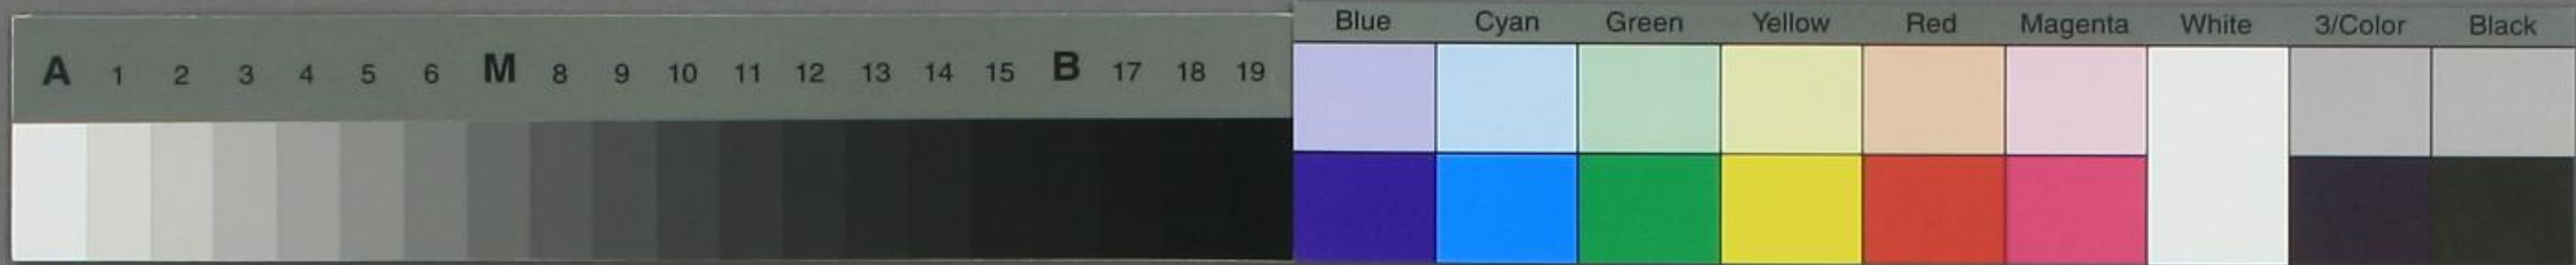 A 1 2 3 4 5 6 M 8 9 10 11 12 13 14 15 B 17 18 19
Blue Cyan Green Yellow Red Magenta White 3/Color Black